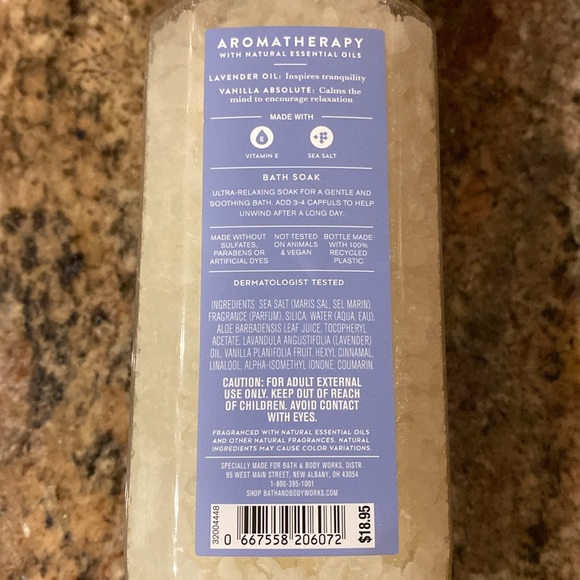 AROMATHERAPY
WITH NATURAL ESSENTIAL OILS
LAVENDER OIL: Inspires tranquility
VANILLA ABSOLUTE: Calms the
mind to encourage relaxation
MADE WITH
E
VITAMIN E SEA SALT
BATH SOAK
ULTRA-RELAXING SOAK FOR A GENTLE AND
SOOTHING BATH. ADD 3-4 CAPFULS TO HELP
UNWIND AFTER A LONG DAY.
MADE WITHOUT
SULFATES,
PARABENS OR
ARTIFICIAL DYES
NOT TESTED
ON ANIMALS
& VEGAN
BOTTLE MADE
WITH 100%
RECYCLED
PLASTIC
DERMATOLOGIST TESTED
INGREDIENTS: SEA SALT (MARIS SAL, SEL MARIN),
FRAGRANCE (PARFUM), SILICA, WATER (AQUA, EAU),
ALOE BARBADENSIS LEAF JUICE, TOCOPHERYL
ACETATE, LAVANDULA ANGUSTIFOLIA (LAVENDER)
OIL, VANILLA PLANIFOLIA FRUIT, HEXYL CINNAMAL,
LINALOOL, ALPHA-ISOMETHYL IONONE, COUMARIN.
CAUTION: FOR ADULT EXTERNAL
USE ONLY. KEEP OUT OF REACH
OF CHILDREN. AVOID CONTACT
WITH EYES.
FRAGRANCED WITH NATURAL ESSENTIAL OILS
AND OTHER NATURAL FRAGRANCES. NATURAL
INGREDIENTS MAY CAUSE COLOR VARIATIONS.
SPECIALLY MADE FOR BATH & BODY WORKS, DISTR.
95 WEST MAIN STREET, NEW ALBANY, OH 43054
1-800-395-1001
SHOP BATHANDBODYWORKS.COM
32004448
0 667558 206072
$18.95